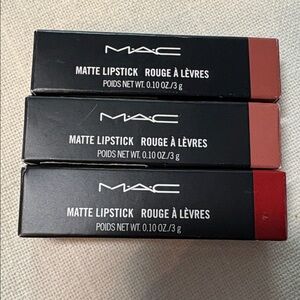 MAC
MATTE LIPSTICK ROUGE À LÈVRES
POIDS NET WT. 0.10 OZ./3 g
MAC
MATTE LIPSTICK ROUGE À LÈVRES
POIDS NET WT. 0.10 OZ./3 g
MAC
MATTE LIPSTICK ROUGE À LÈVRES
POIDS NET WT. 0.10 OZ./3 g